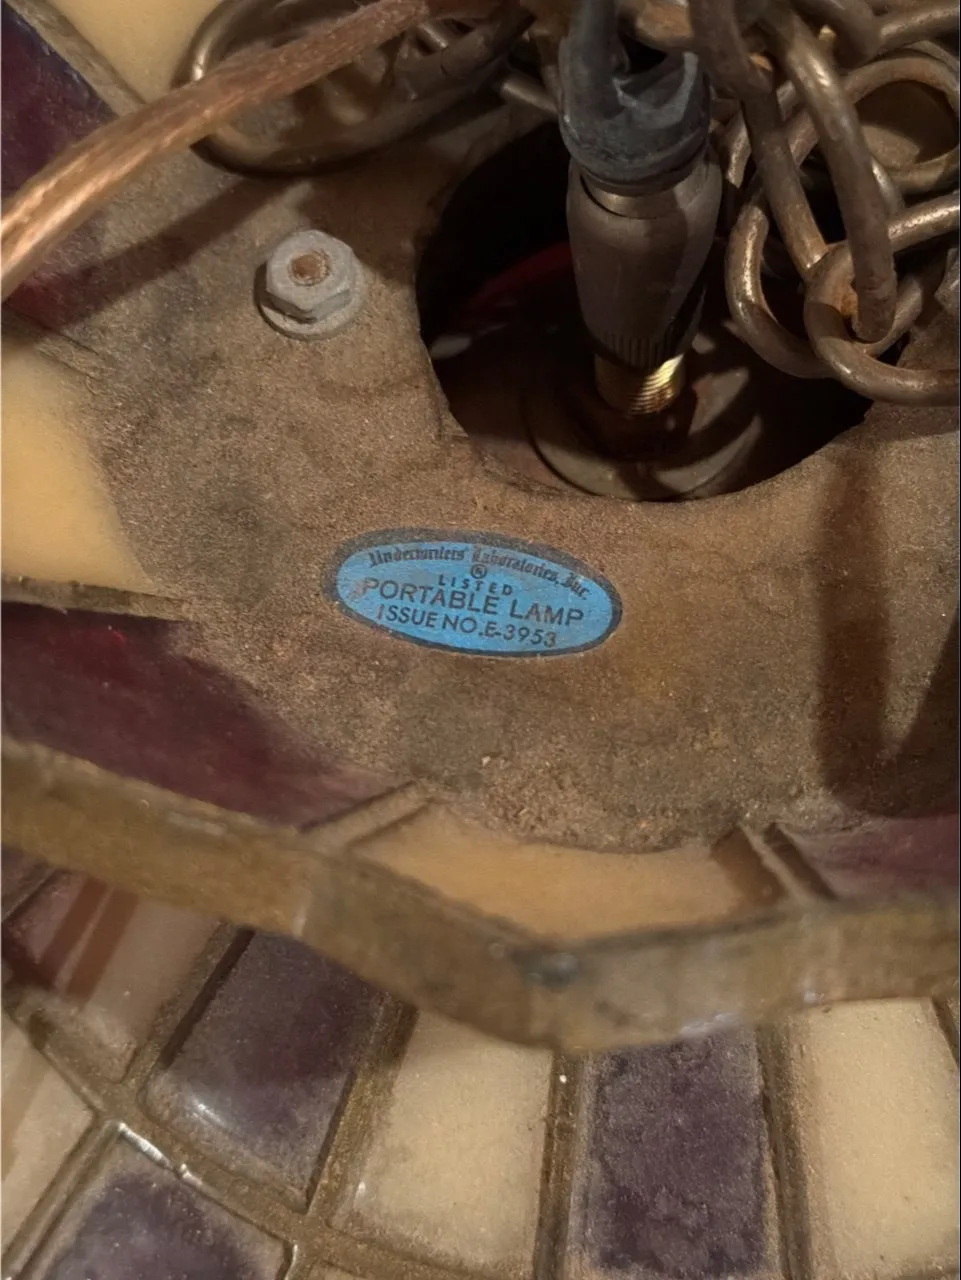 Underwriters' Laboratories, Inc.
®
LISTED
PORTABLE LAMP
ISSUE NO.E-3953